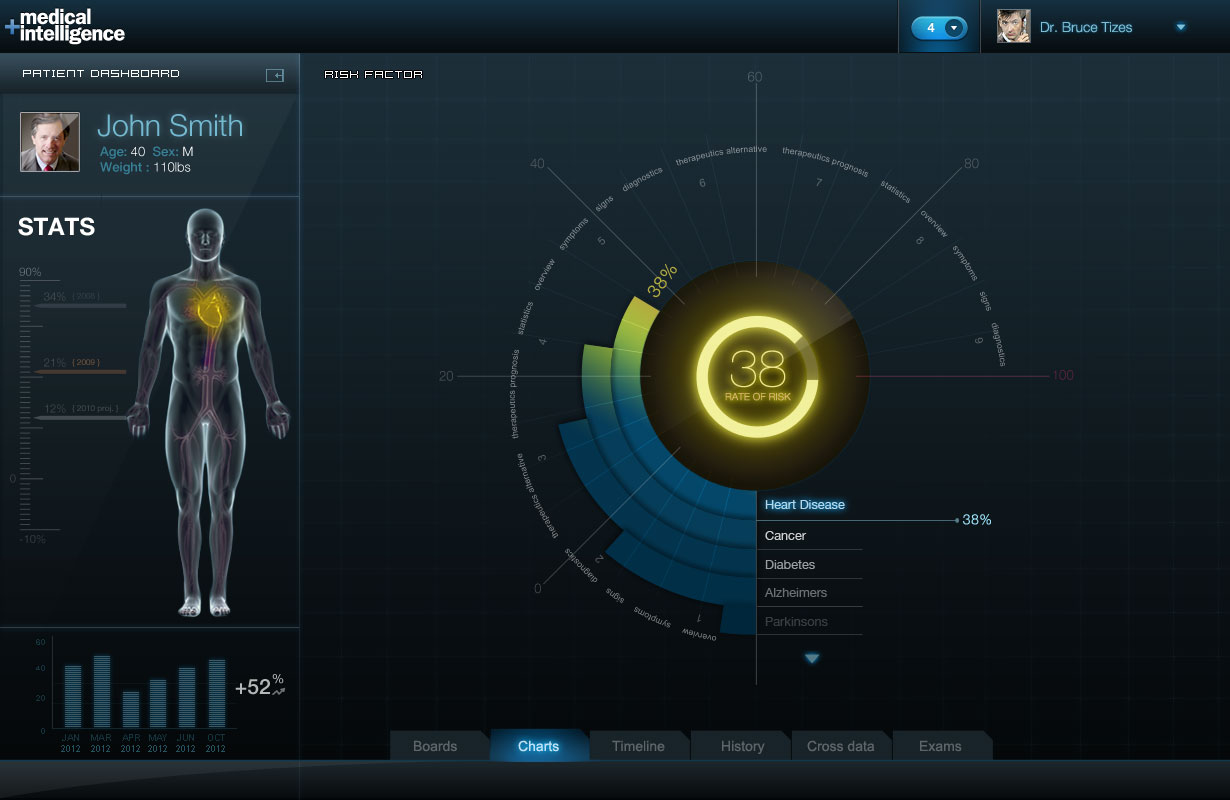 +medical
intelligence
4
Dr. Bruce Tizes
PATIENT DASHBOARD
John Smith
Age: 40 Sex: M
Weight : 110lbs
STATS
90%
34% ( 2008 )
21% ( 2009 )
12% ( 2010 proj. )
0
-10%
60
40
20
0
JAN 2012
MAR 2012
APR 2012
MAY 2012
JUN 2012
OCT 2012
+52%
RISK FACTOR
0
20
40
60
80
100
1
overview
symptoms
signs
2
diagnostics
therapeutics alternative
3
therapeutics prognosis
4
statistics
overview
symptoms
5
signs
diagnostics
6
therapeutics alternative
therapeutics prognosis
7
statistics
overview
8
symptoms
signs
9
diagnostics
38%
38
RATE OF RISK
Heart Disease
38%
Cancer
Diabetes
Alzheimers
Parkinsons
Boards
Charts
Timeline
History
Cross data
Exams